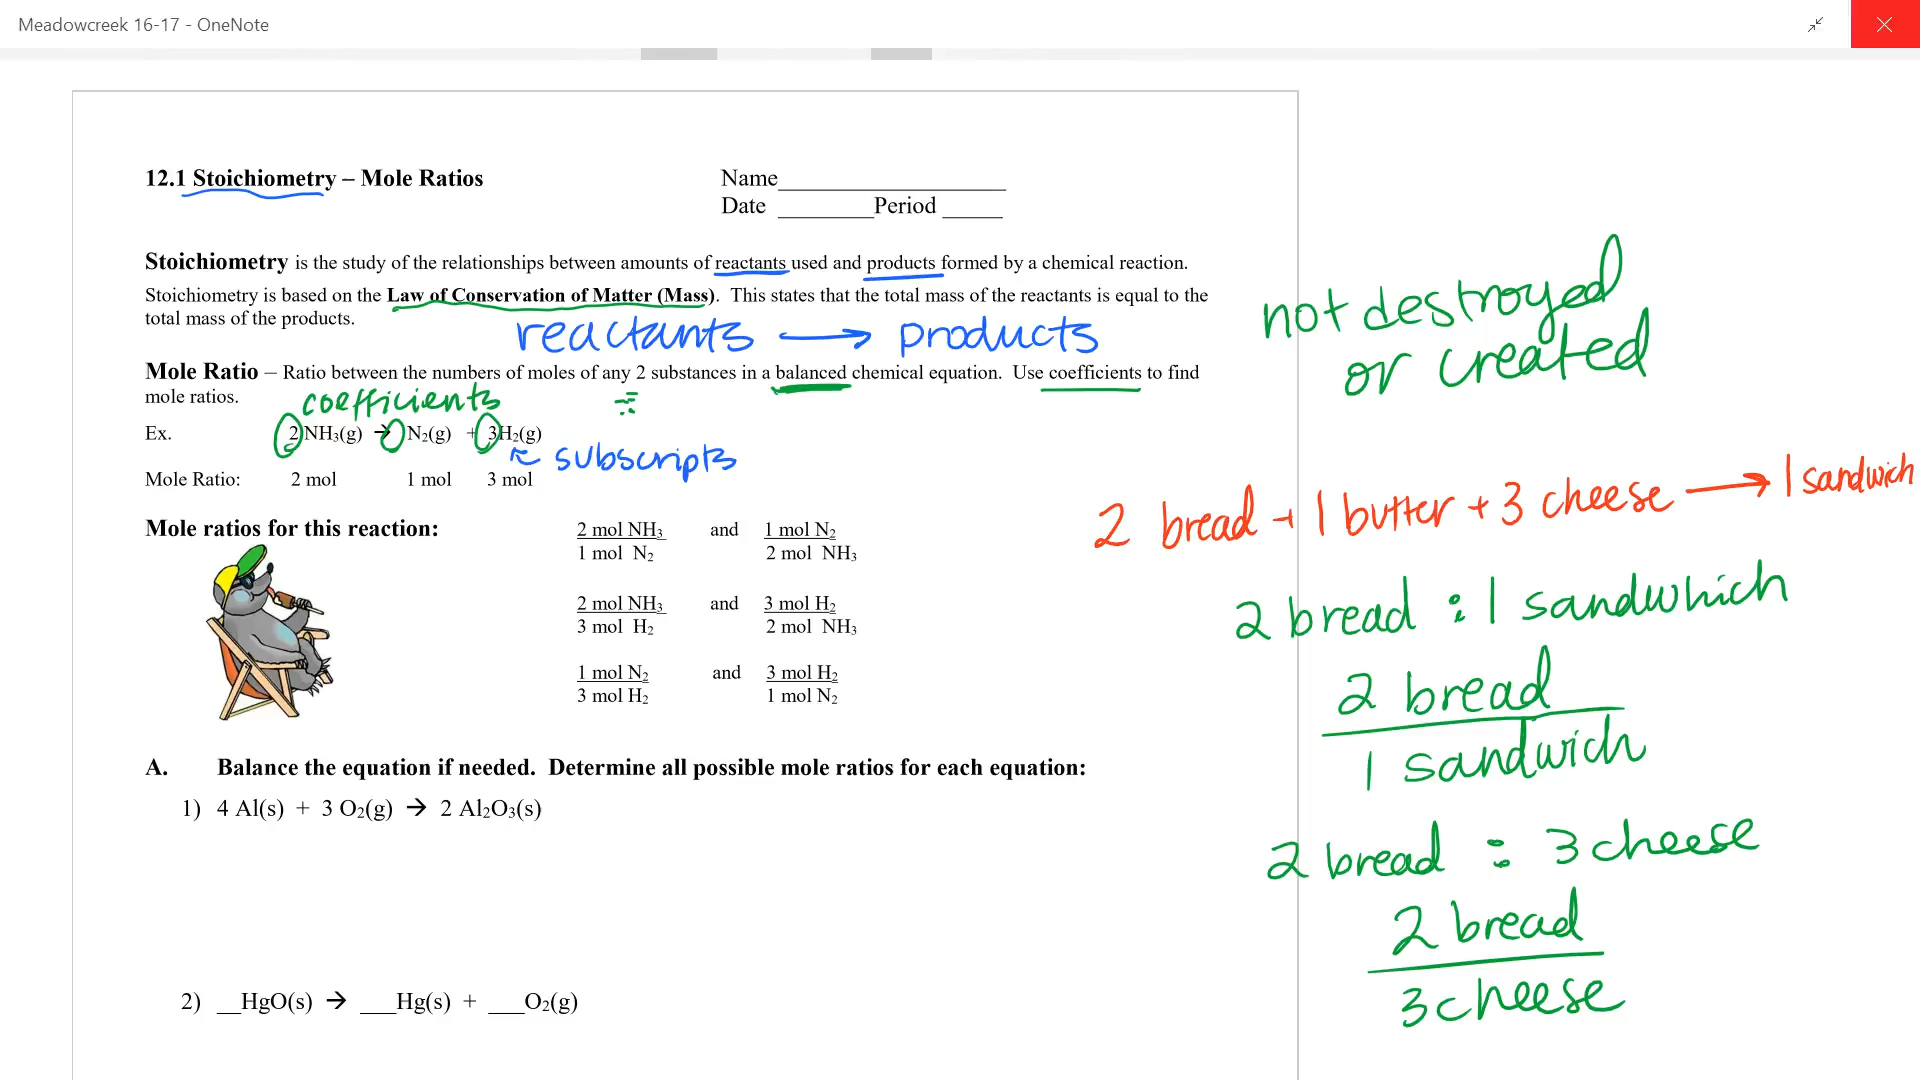 Meadowcreek 16-17 - OneNote
12.1 Stoichiometry – Mole Ratios
Name____________________
Date ________Period _____
Stoichiometry is the study of the relationships between amounts of reactants used and products formed by a chemical reaction.
Stoichiometry is based on the Law of Conservation of Matter (Mass).  This states that the total mass of the reactants is equal to the
total mass of the products.
reactants → products
not destroyed
or created
Mole Ratio – Ratio between the numbers of moles of any 2 substances in a balanced chemical equation.  Use coefficients to find
mole ratios.
coefficients
Ex. 2NH₃(g) → N₂(g) + 3H₂(g)
subscripts
Mole Ratio: 2 mol 1 mol 3 mol
2 bread + 1 butter + 3 cheese → 1 sandwich
Mole ratios for this reaction:
2 mol NH₃ and 1 mol N₂
1 mol N₂ 2 mol NH₃
2 mol NH₃ and 3 mol H₂
3 mol H₂ 2 mol NH₃
1 mol N₂ and 3 mol H₂
3 mol H₂ 1 mol N₂
2 bread : 1 sandwhich
2 bread
1 sandwich
2 bread : 3 cheese
2 bread
3 cheese
A. Balance the equation if needed.  Determine all possible mole ratios for each equation:
1) 4 Al(s) + 3 O₂(g) → 2 Al₂O₃(s)
2) __HgO(s) → ___Hg(s) + ___O₂(g)